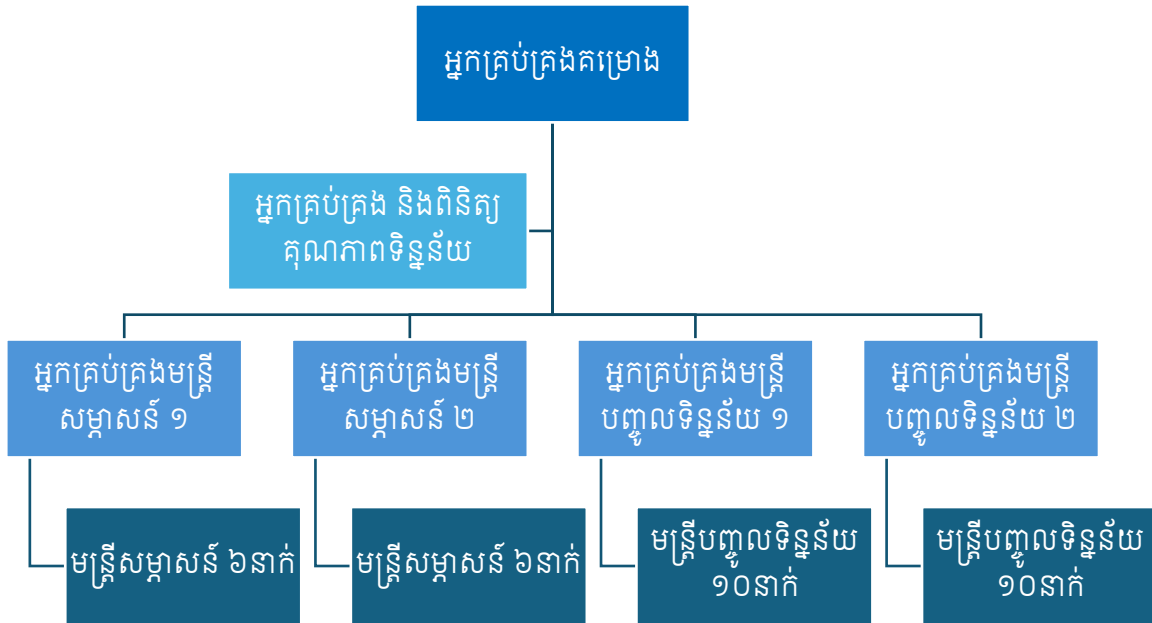 អ្នកគ្រប់គ្រងគម្រោង
អ្នកគ្រប់គ្រង និងពិនិត្យ
គុណភាពទិន្នន័យ
អ្នកគ្រប់គ្រងមន្ត្រី
សម្ភាសន៍ ១
អ្នកគ្រប់គ្រងមន្ត្រី
សម្ភាសន៍ ២
អ្នកគ្រប់គ្រងមន្ត្រី
បញ្ចូលទិន្នន័យ ១
អ្នកគ្រប់គ្រងមន្ត្រី
បញ្ចូលទិន្នន័យ ២
មន្ត្រីសម្ភាសន៍ ៦នាក់
មន្ត្រីសម្ភាសន៍ ៦នាក់
មន្ត្រីបញ្ចូលទិន្នន័យ
១០នាក់
មន្ត្រីបញ្ចូលទិន្នន័យ
១០នាក់